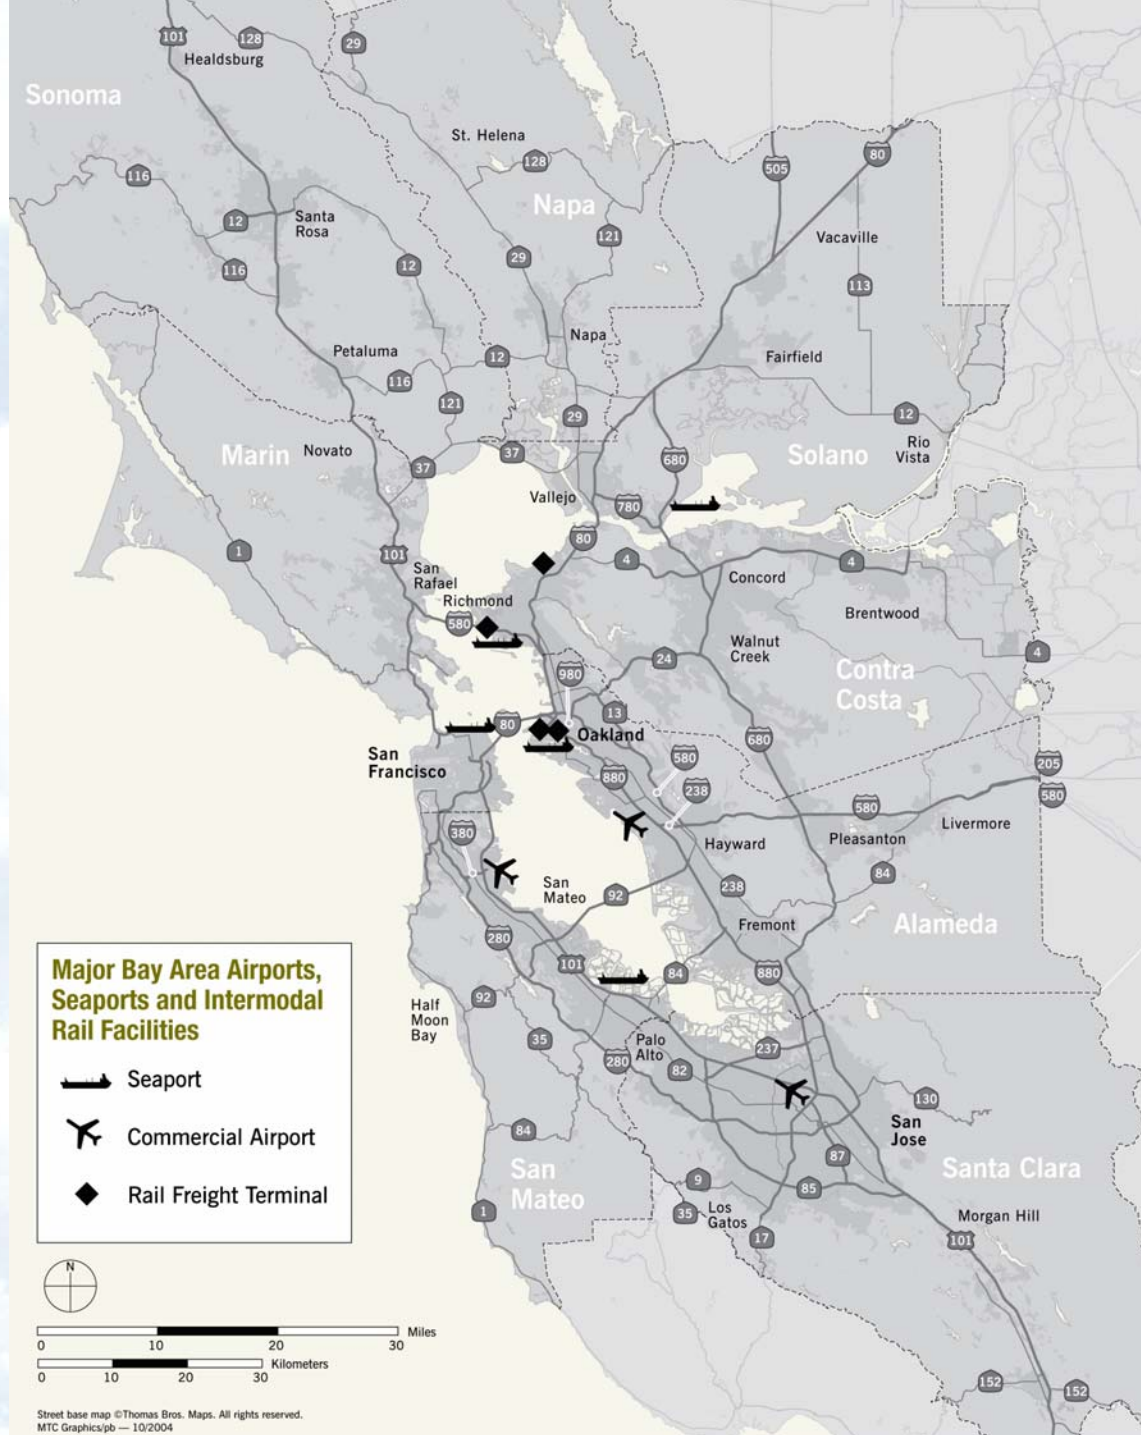 101
128
29
Healdsburg
Sonoma
St. Helena
128
505
80
116
Napa
12
Santa
Rosa
121
Vacaville
116
12
29
113
Napa
Petaluma
12
Fairfield
116
121
29
12
Marin
Novato
37
37
680
Solano
Rio
Vista
Vallejo
780
1
101
80
4
4
San
Rafael
Concord
Richmond
Brentwood
580
Walnut
Creek
4
24
980
Contra
Costa
13
80
Oakland
680
San
Francisco
580
205
880
238
580
580
380
Livermore
Hayward
Pleasanton
84
San
Mateo
92
238
Fremont
Alameda
280
101
84
880
Major Bay Area Airports,
Seaports and Intermodal
Rail Facilities
92
Half
Moon
Bay
35
Palo
Alto
237
280
82
Seaport
130
San
Jose
84
Commercial Airport
87
San
Mateo
Santa Clara
9
85
Rail Freight Terminal
1
35
Los
Gatos
Morgan Hill
17
101
N
Miles
0 10 20 30
Kilometers
0 10 20 30
152
152
Street base map ©Thomas Bros. Maps. All rights reserved.
MTC Graphics/pb — 10/2004